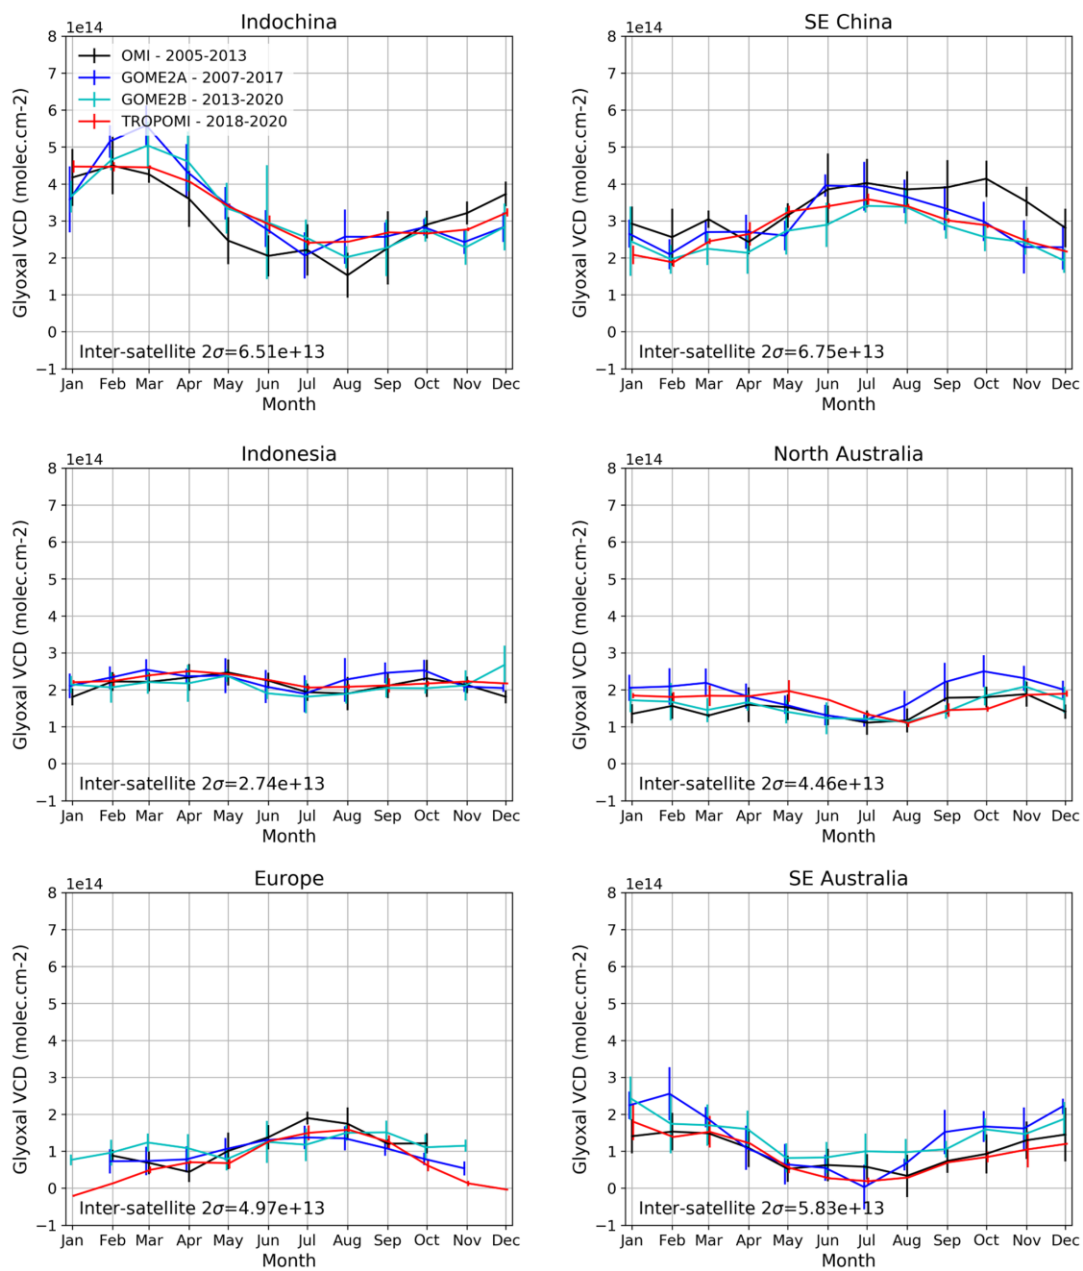 Indochina
1e14
OMI - 2005-2013
GOME2A - 2007-2017
GOME2B - 2013-2020
TROPOMI - 2018-2020
8
7
6
5
4
3
2
1
0
−1
Glyoxal VCD (molec.cm-2)
Inter-satellite 2σ=6.51e+13
Jan Feb Mar Apr May Jun Jul Aug Sep Oct Nov Dec
Month
SE China
1e14
8
7
6
5
4
3
2
1
0
−1
Glyoxal VCD (molec.cm-2)
Inter-satellite 2σ=6.75e+13
Jan Feb Mar Apr May Jun Jul Aug Sep Oct Nov Dec
Month
Indonesia
1e14
8
7
6
5
4
3
2
1
0
−1
Glyoxal VCD (molec.cm-2)
Inter-satellite 2σ=2.74e+13
Jan Feb Mar Apr May Jun Jul Aug Sep Oct Nov Dec
Month
North Australia
1e14
8
7
6
5
4
3
2
1
0
−1
Glyoxal VCD (molec.cm-2)
Inter-satellite 2σ=4.46e+13
Jan Feb Mar Apr May Jun Jul Aug Sep Oct Nov Dec
Month
Europe
1e14
8
7
6
5
4
3
2
1
0
−1
Glyoxal VCD (molec.cm-2)
Inter-satellite 2σ=4.97e+13
Jan Feb Mar Apr May Jun Jul Aug Sep Oct Nov Dec
Month
SE Australia
1e14
8
7
6
5
4
3
2
1
0
−1
Glyoxal VCD (molec.cm-2)
Inter-satellite 2σ=5.83e+13
Jan Feb Mar Apr May Jun Jul Aug Sep Oct Nov Dec
Month